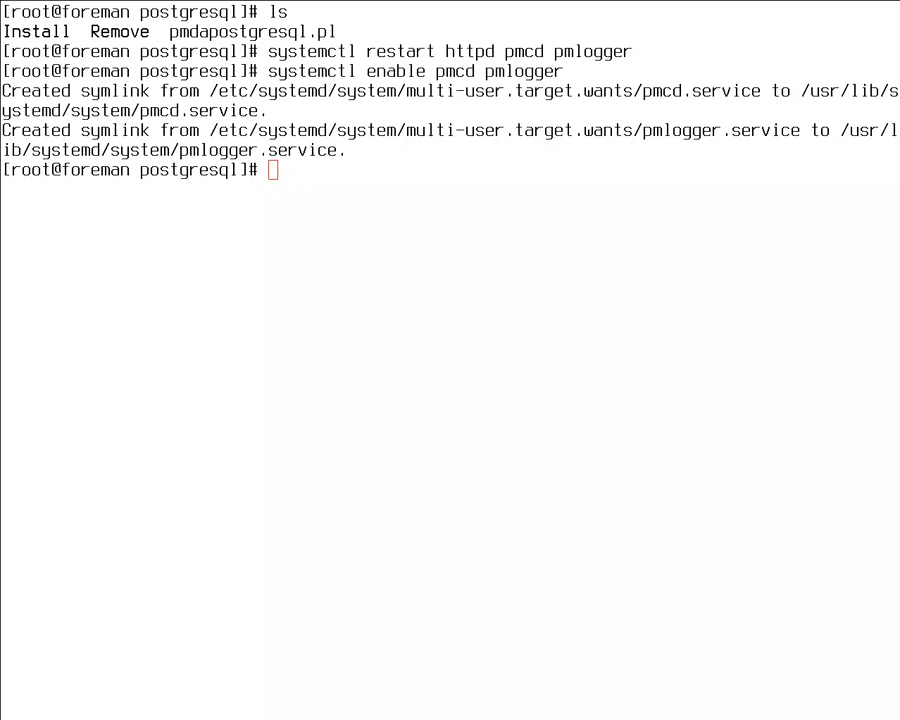 [root@foreman postgresql]# ls
Install  Remove  pmdapostgresql.pl
[root@foreman postgresql]# systemctl restart httpd pmcd pmlogger
[root@foreman postgresql]# systemctl enable pmcd pmlogger
Created symlink from /etc/systemd/system/multi-user.target.wants/pmcd.service to /usr/lib/s
ystemd/system/pmcd.service.
Created symlink from /etc/systemd/system/multi-user.target.wants/pmlogger.service to /usr/l
ib/systemd/system/pmlogger.service.
[root@foreman postgresql]#